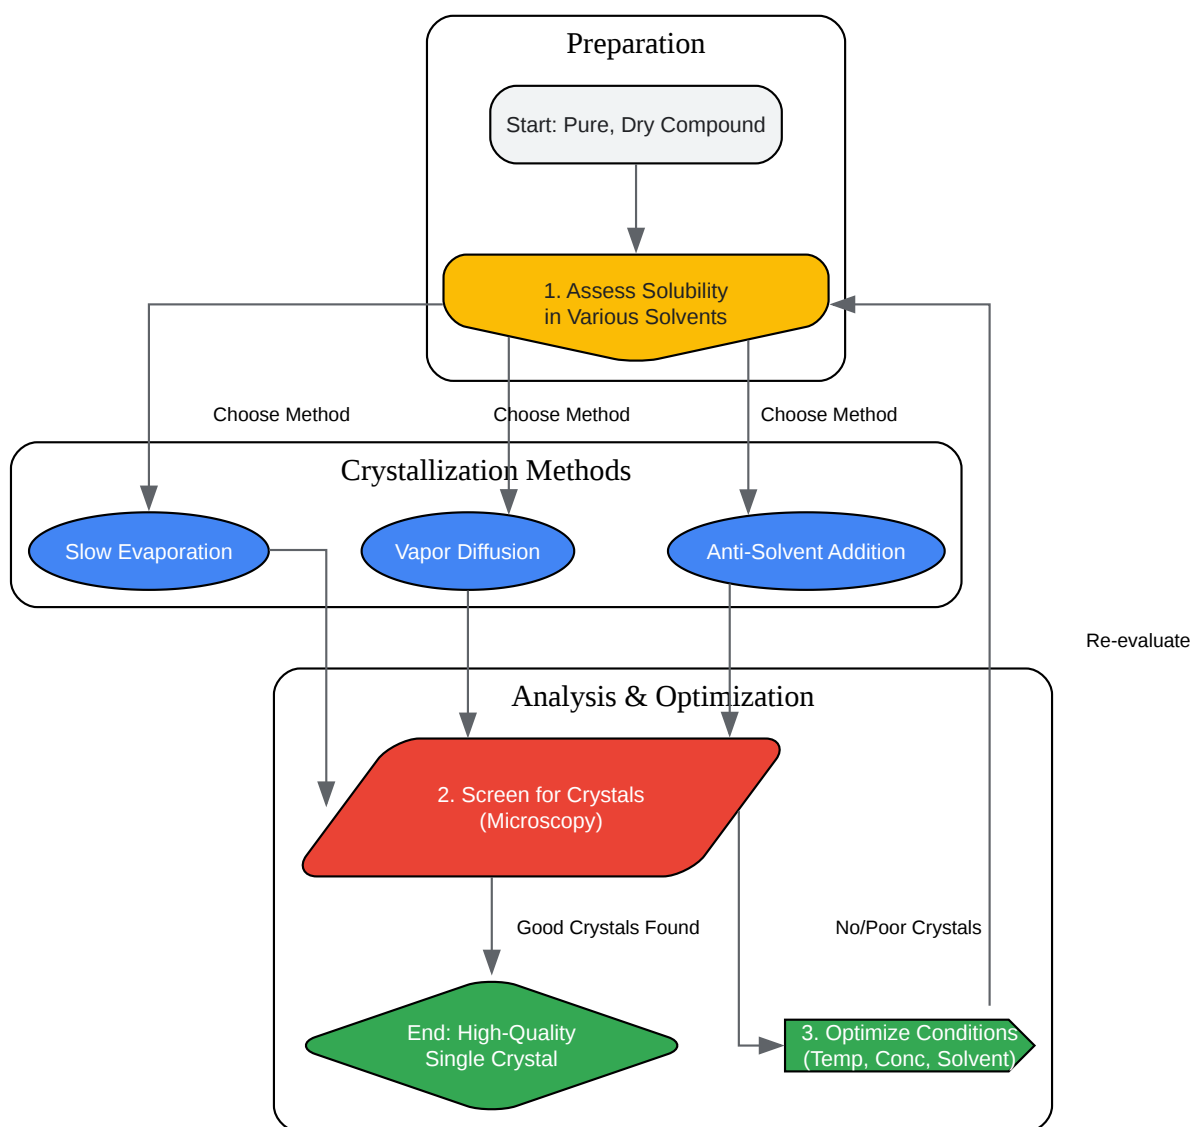 Preparation
Start: Pure, Dry Compound
1. Assess Solubility
in Various Solvents
Choose Method
Choose Method
Choose Method
Crystallization Methods
Slow Evaporation
Vapor Diffusion
Anti-Solvent Addition
Re-evaluate
Analysis & Optimization
2. Screen for Crystals
(Microscopy)
Good Crystals Found
No/Poor Crystals
End: High-Quality
Single Crystal
3. Optimize Conditions
(Temp, Conc, Solvent)